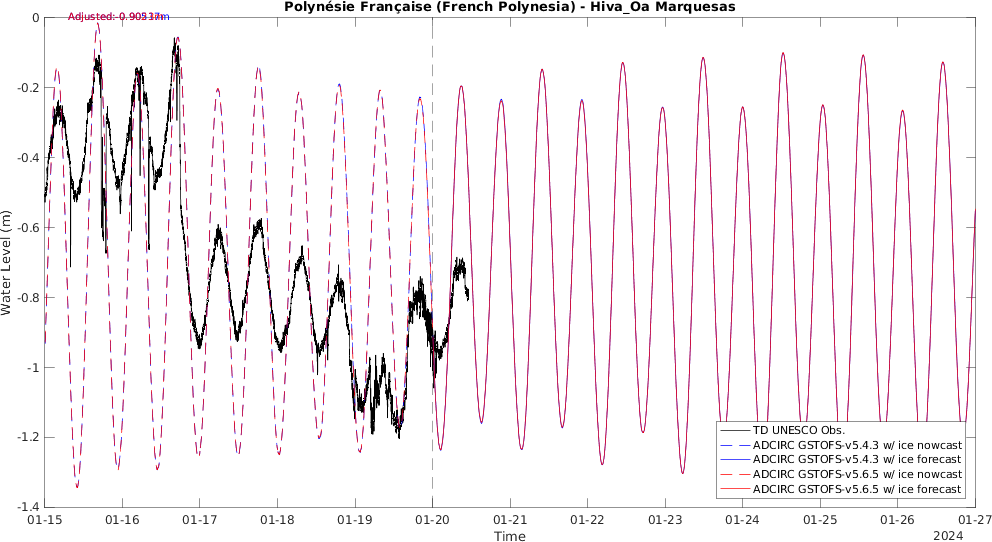 Polynésie Française (French Polynesia) - Hiva_Oa Marquesas
Adjusted:
0
-0.2
-0.4
-0.6
-0.8
-1
-1.2
-1.4
Water Level (m)
TD UNESCO Obs.
ADCIRC GSTOFS-v5.4.3 w/ ice nowcast
ADCIRC GSTOFS-v5.4.3 w/ ice forecast
ADCIRC GSTOFS-v5.6.5 w/ ice nowcast
ADCIRC GSTOFS-v5.6.5 w/ ice forecast
01-15 01-16 01-17 01-18 01-19 01-20 01-21 01-22 01-23 01-24 01-25 01-26 01-27
Time
2024